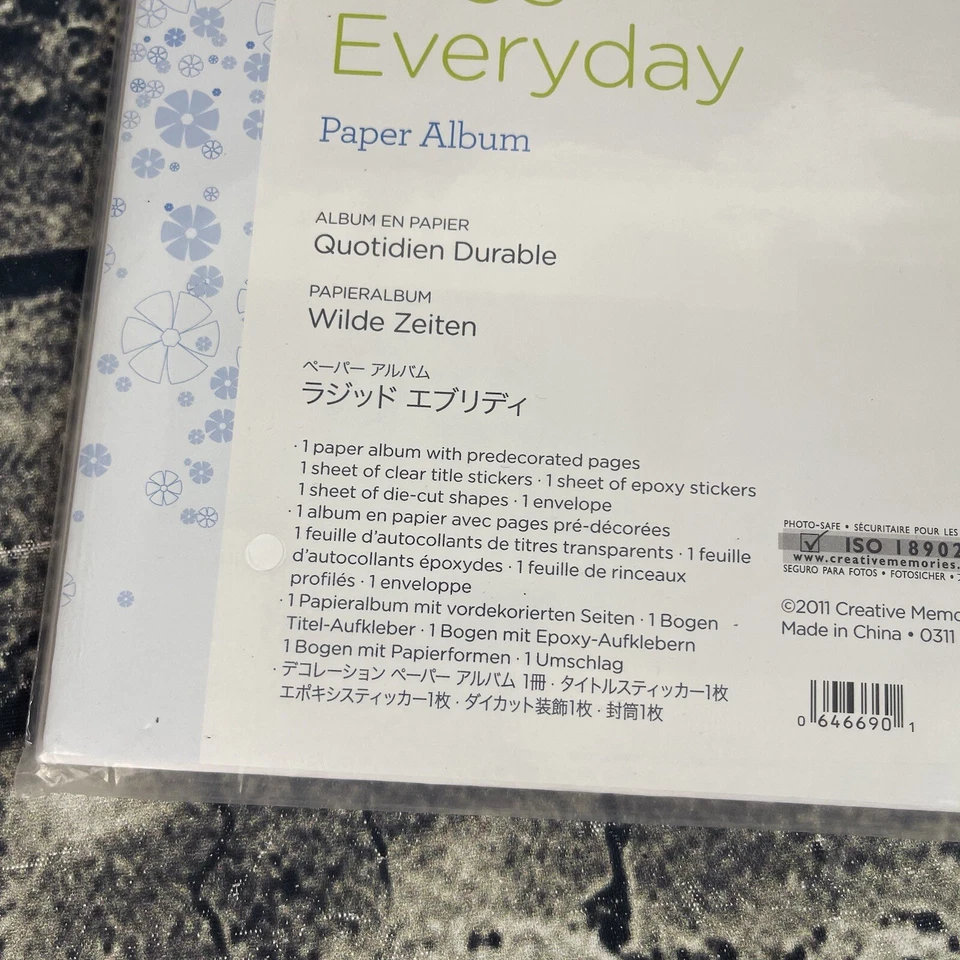 Everyday
Paper Album
ALBUM EN PAPIER
Quotidien Durable
PAPIERALBUM
Wilde Zeiten
ペーパー アルバム
ラジッド エブリディ
· 1 paper album with predecorated pages
1 sheet of clear title stickers · 1 sheet of epoxy stickers
1 sheet of die-cut shapes · 1 envelope
· 1 album en papier avec pages pré-décorées
1 feuille d'autocollants de titres transparents · 1 feuille
d'autocollants époxydes · 1 feuille de rinceaux
profilés · 1 enveloppe
· 1 Papieralbum mit vordekorierten Seiten · 1 Bogen
Titel-Aufkleber · 1 Bogen mit Epoxy-Aufklebern
1 Bogen mit Papierformen · 1 Umschlag
· デコレーション ペーパー アルバム 1冊 · タイトルスティッカー1枚
エポキシスティッカー1枚 · ダイカット装飾1枚 · 封筒1枚
PHOTO-SAFE • SÉCURITAIRE POUR LES
ISO 18902
www.creativememories.
SEGURO PARA FOTOS • FOTOSICHER •
©2011 Creative Memo
Made in China • 0311
0 646690 1